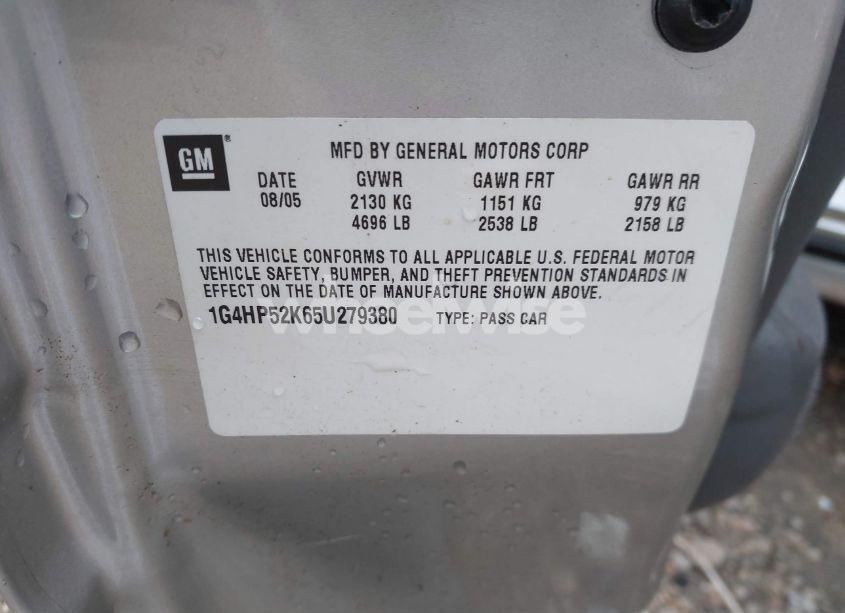 GM ®
MFD BY GENERAL MOTORS CORP
DATE GVWR GAWR FRT GAWR RR
08/05 2130 KG 1151 KG 979 KG
4696 LB 2538 LB 2158 LB
THIS VEHICLE CONFORMS TO ALL APPLICABLE U.S. FEDERAL MOTOR
VEHICLE SAFETY, BUMPER, AND THEFT PREVENTION STANDARDS IN
EFFECT ON THE DATE OF MANUFACTURE SHOWN ABOVE.
1G4HP52K65U279380 TYPE: PASS CAR